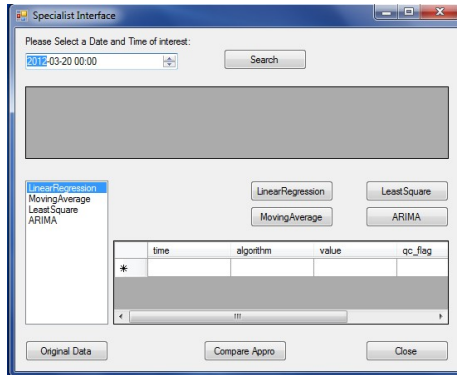 Specialist Interface
Please Select a Date and Time of interest:
2012-03-20 00:00
Search
LinearRegression
MovingAverage
LeastSquare
ARIMA
LinearRegression LeastSquare
MovingAverage ARIMA
time algorithm value qc_flag
*
Original Data Compare Appro Close